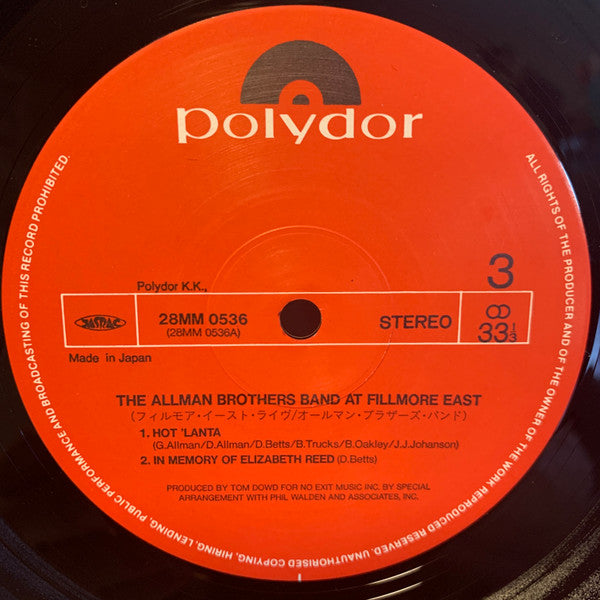 polydor
Polydor K.K.,
3
JASRAC
28MM 0536
(28MM 0536A)
STEREO
33 1/3
Made in Japan
THE ALLMAN BROTHERS BAND AT FILLMORE EAST
(フィルモア・イースト・ライヴ/オールマン・ブラザーズ・バンド)
1. HOT 'LANTA
(G.Allman/D.Allman/D.Betts/B.Trucks/B.Oakley/J.J.Johanson)
2. IN MEMORY OF ELIZABETH REED (D.Betts)
PRODUCED BY TOM DOWD FOR NO EXIT MUSIC INC. BY SPECIAL
ARRANGEMENT WITH PHIL WALDEN AND ASSOCIATES, INC.
ALL RIGHTS OF THE PRODUCER AND OF THE OWNER OF THE WORK REPRODUCED RESERVED. UNAUTHORISED COPYING, HIRING, LENDING, PUBLIC PERFORMANCE AND BROADCASTING OF THIS RECORD PROHIBITED.